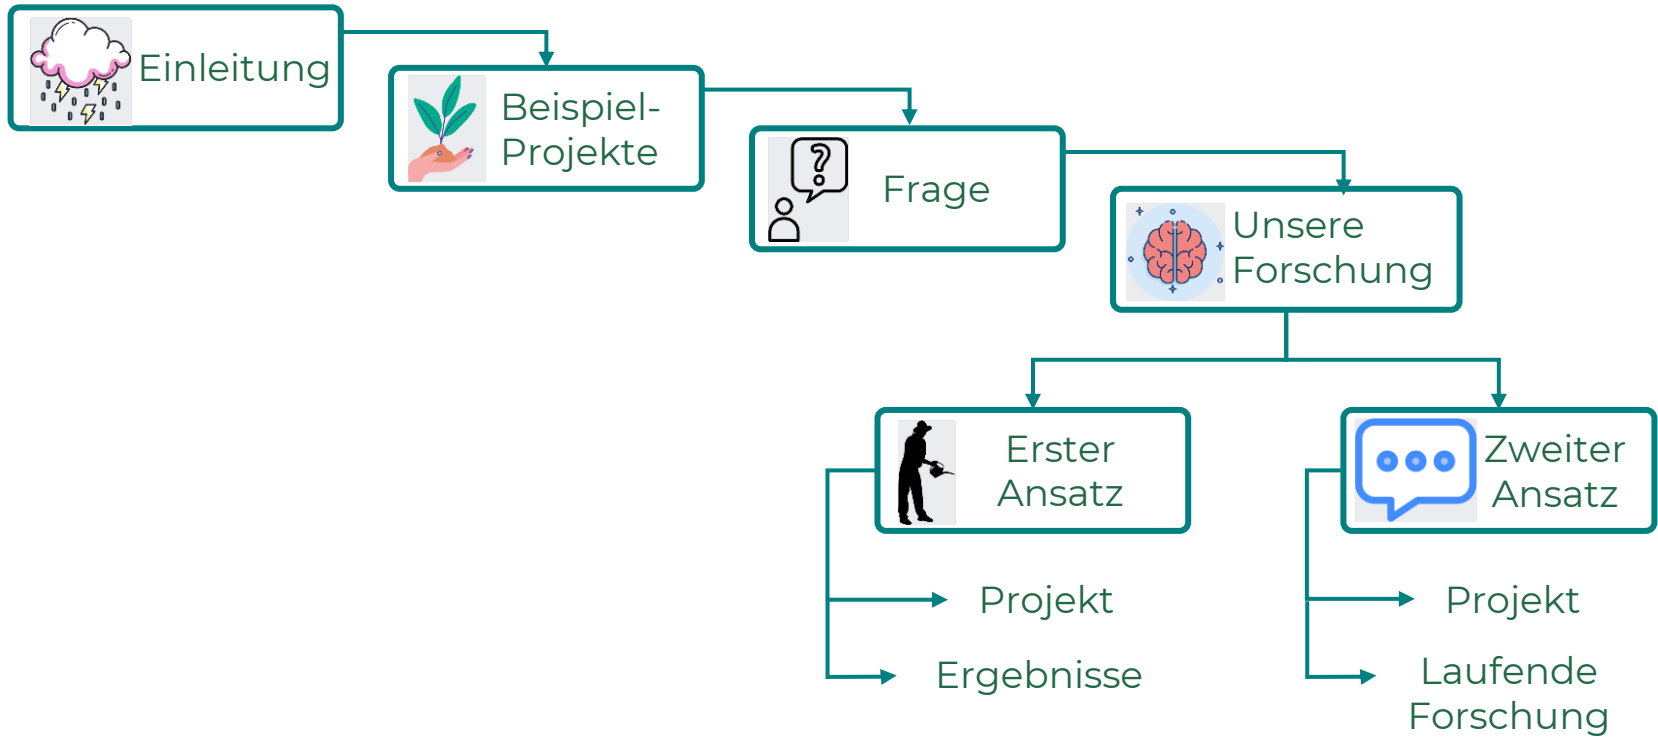 Einleitung
Beispiel-
Projekte
?
Frage
Unsere
Forschung
Erster
Ansatz
Zweiter
Ansatz
Projekt
Ergebnisse
Projekt
Laufende
Forschung